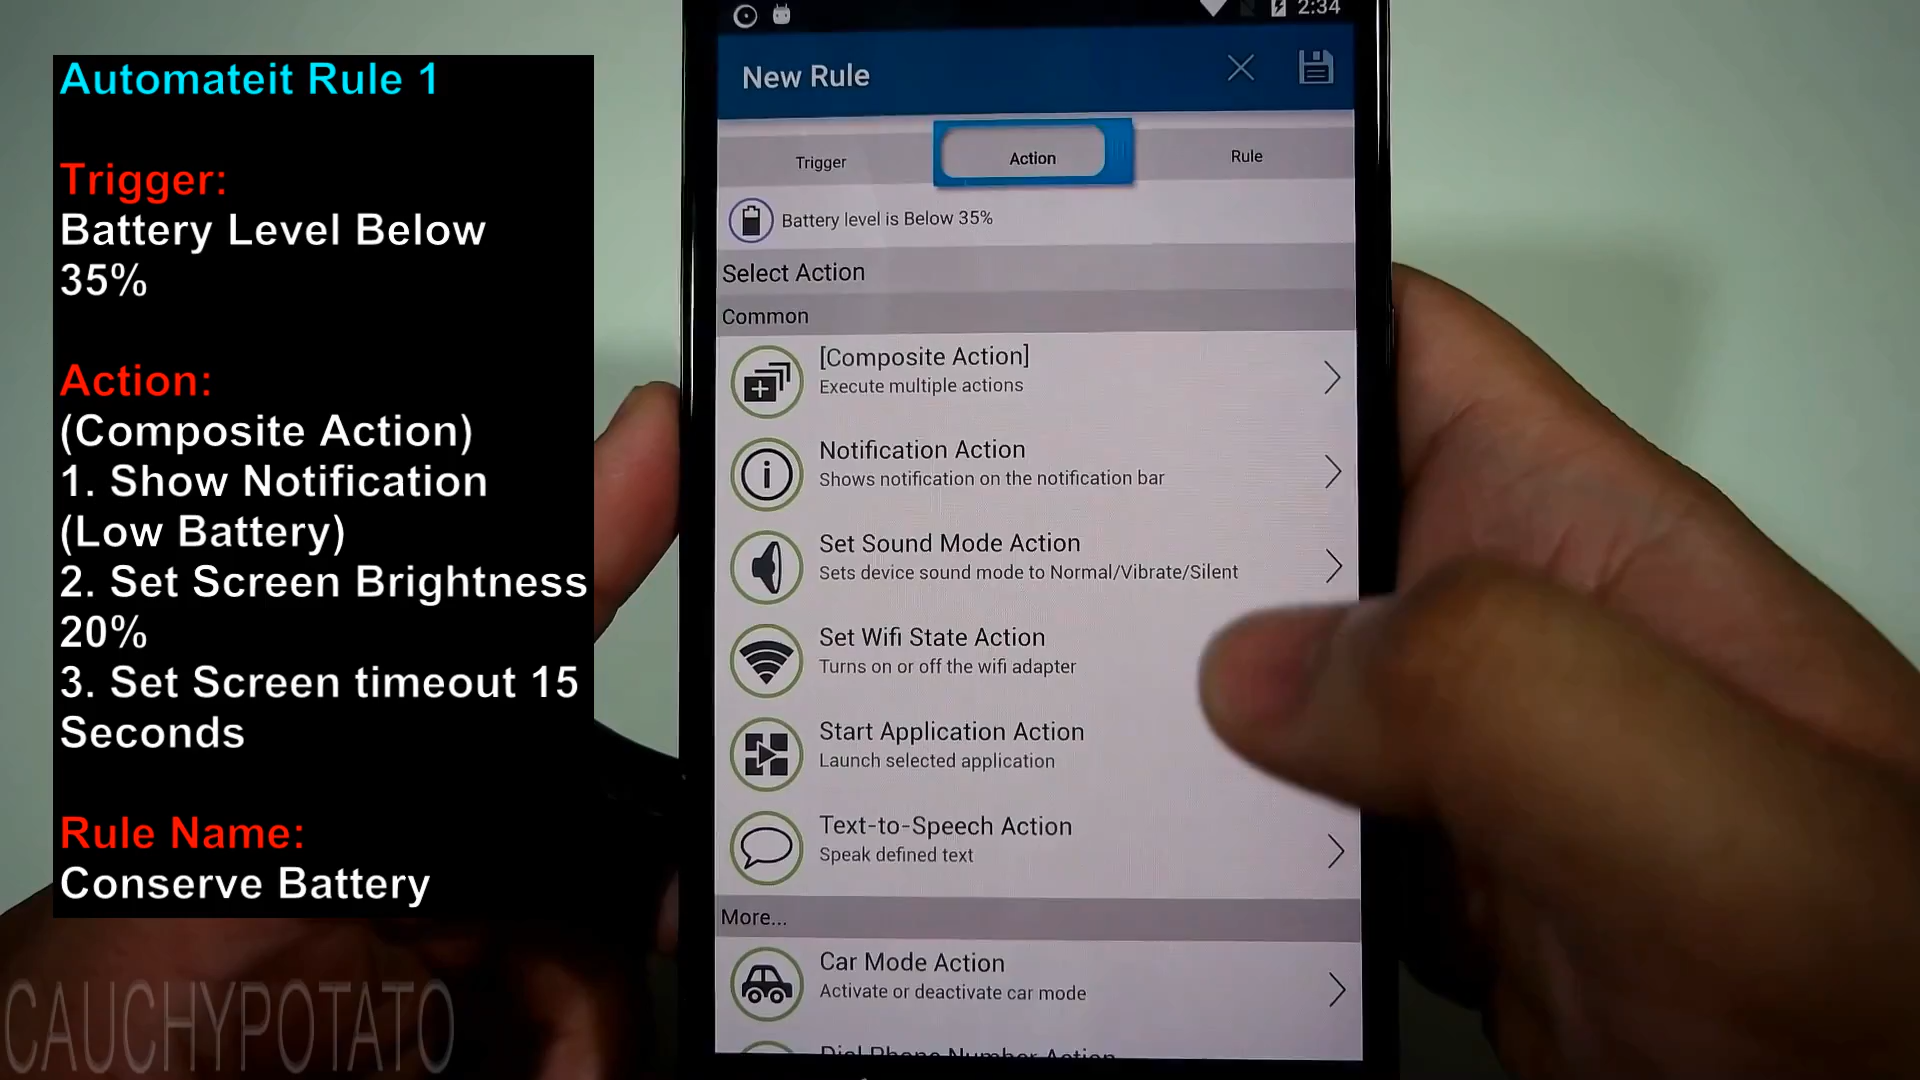 Automateit Rule 1
Trigger:
Battery Level Below
35%
Action:
(Composite Action)
1. Show Notification
(Low Battery)
2. Set Screen Brightness
20%
3. Set Screen timeout 15
Seconds
Rule Name:
Conserve Battery
CAUCHYPOTATO
2:34
New Rule
Trigger
Action
Rule
Battery level is Below 35%
Select Action
Common
[Composite Action]
Execute multiple actions
Notification Action
Shows notification on the notification bar
Set Sound Mode Action
Sets device sound mode to Normal/Vibrate/Silent
Set Wifi State Action
Turns on or off the wifi adapter
Start Application Action
Launch selected application
Text-to-Speech Action
Speak defined text
More...
Car Mode Action
Activate or deactivate car mode
Dial Phone Number Action